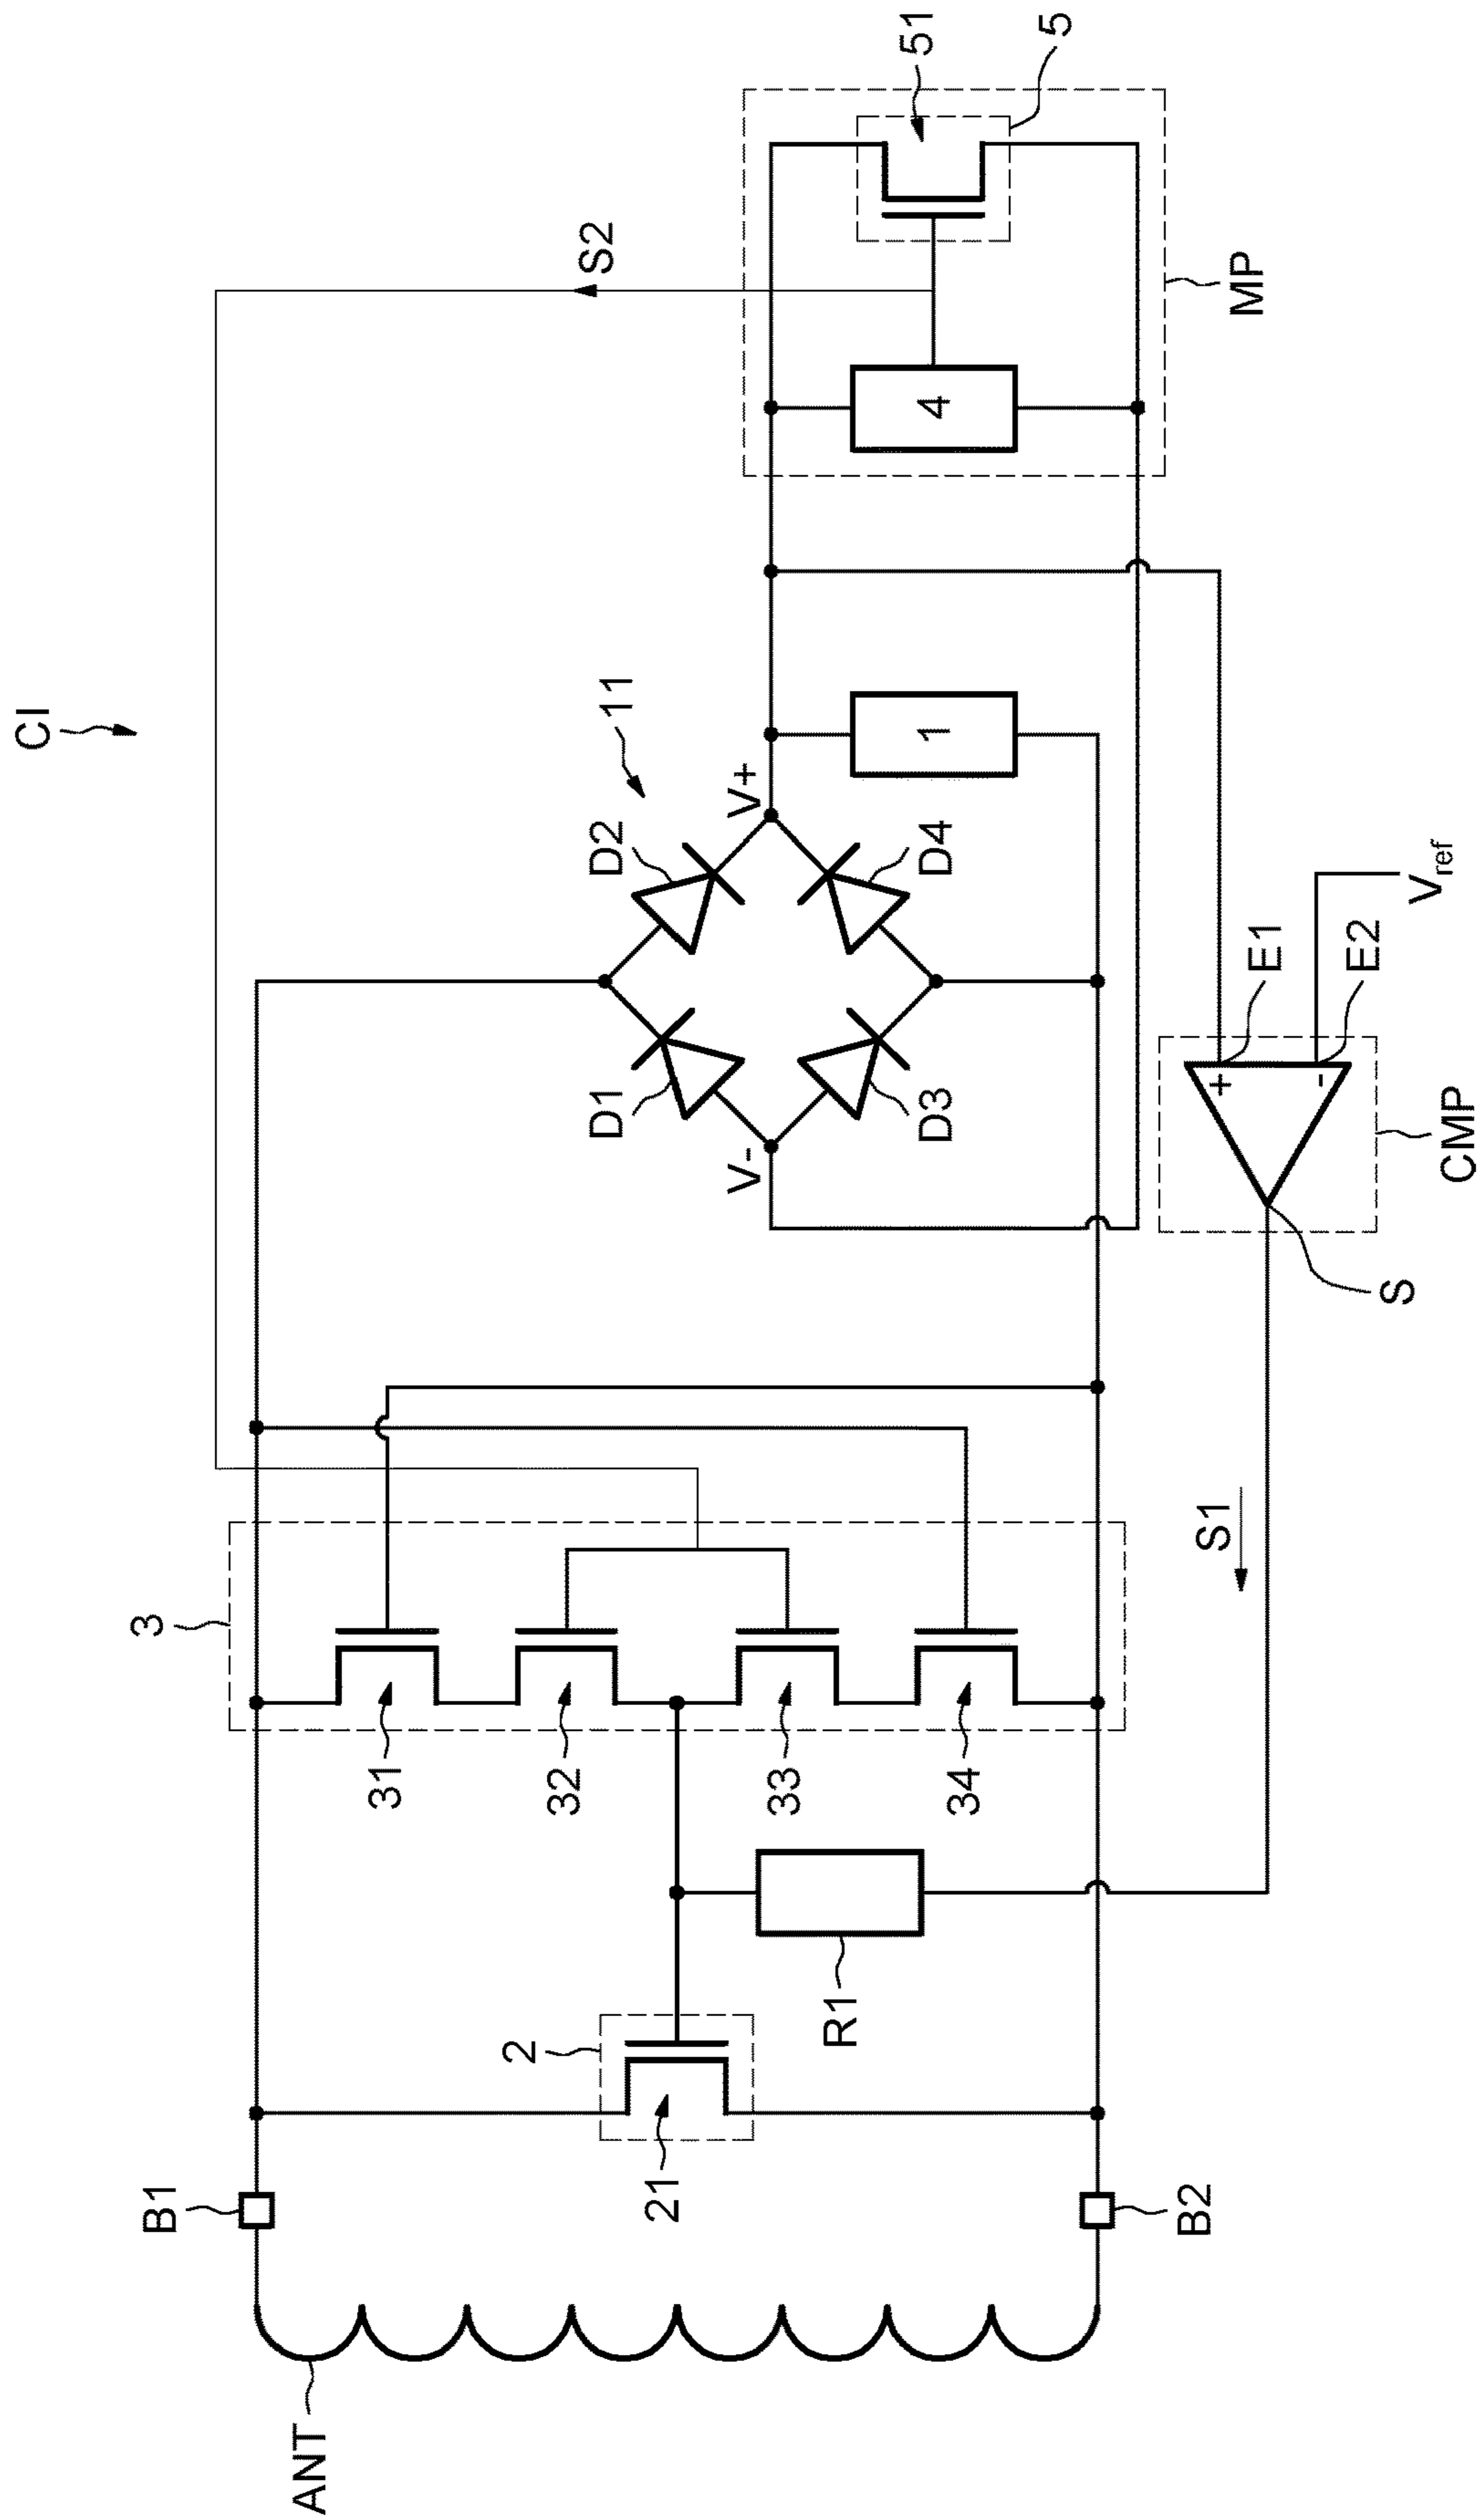 CI
51
5
S2
MP
4
11
D2
V+
1
D4
D1
V-
D3
Vref
E1
E2
+
-
CMP
S
S1
3
31
32
33
34
R1
2
21
B1
B2
ANT